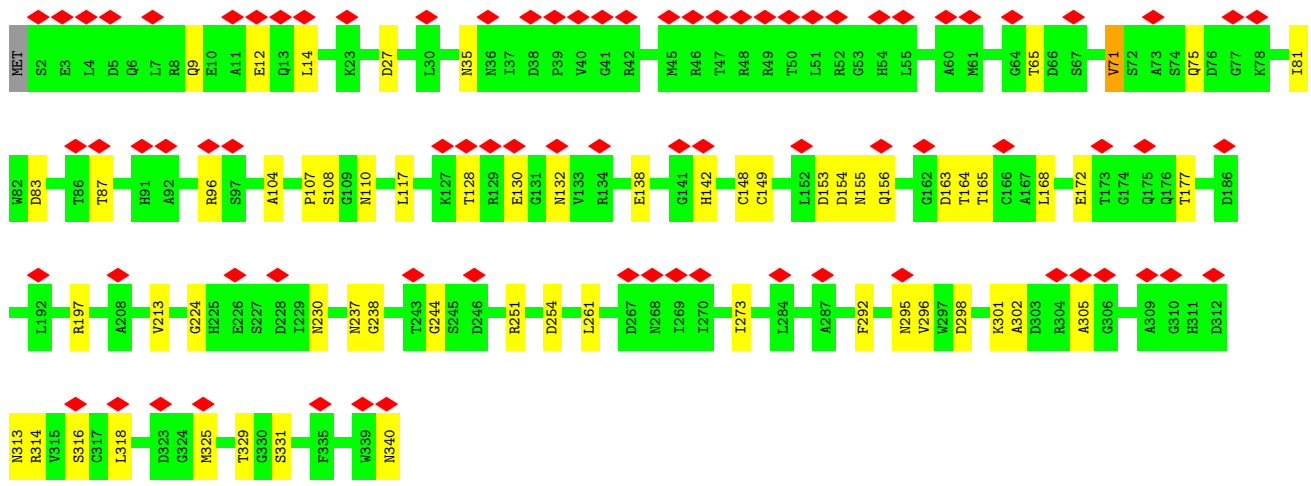 MET S2 E3 L4 D5 Q6 L7 R8 Q9 E10 A11 E12 Q13 L14 K23 D27 L30 N35 N36 I37 D38 P39 V40 G41 R42 M45 R46 T47 R48 R49 T50 L51 R52 G53 H54 L55 A60 M61 G64 T65 D66 S67 V71 S72 A73 S74 Q75 D76 G77 K78 I81
W82 D83 T86 T87 H91 A92 R96 S97 A104 P107 S108 G109 N110 L117 K127 T128 R129 E130 G131 N132 V133 R134 E138 G141 H142 C148 C149 L152 D153 D154 N155 Q156 G162 D163 T164 T165 C166 A167 L168 E172 T173 G174 Q175 Q176 T177 D186
L192 R197 A208 V213 G224 H225 E226 S227 D228 I229 N230 N237 G238 T243 G244 S245 D246 R251 D254 L261 D267 N268 I269 I270 I273 L284 A287 F292 N295 V296 W297 D298 K301 A302 D303 R304 A305 G306 A309 G310 H311 D312
N313 R314 V315 S316 C317 L318 D323 G324 M325 T329 G330 S331 F335 W339 N340